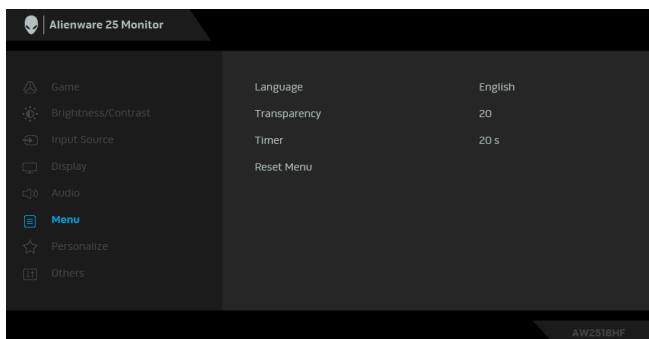 Alienware 25 Monitor
Game
Brightness/Contrast
Input Source
Display
Audio
Menu
Personalize
Others
Language English
Transparency 20
Timer 20 s
Reset Menu
AW2518HF